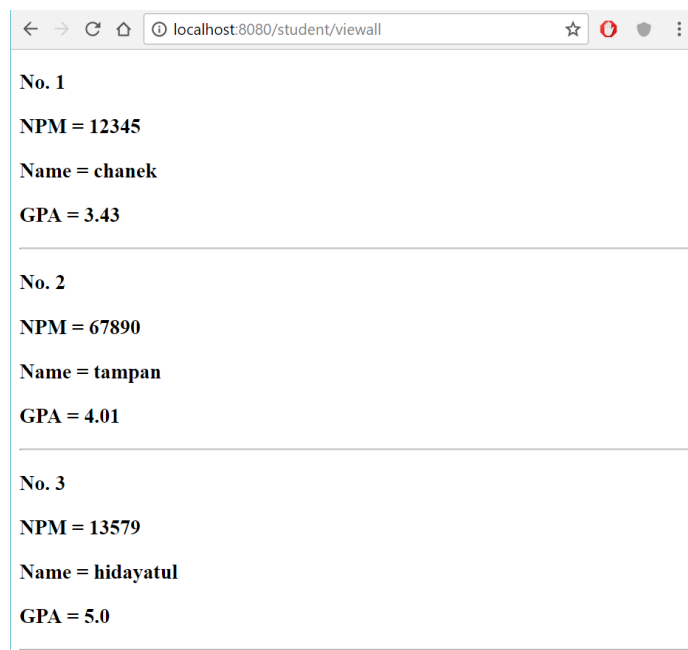 localhost:8080/student/viewall
No. 1
NPM = 12345
Name = chanek
GPA = 3.43
No. 2
NPM = 67890
Name = tampan
GPA = 4.01
No. 3
NPM = 13579
Name = hidayatul
GPA = 5.0